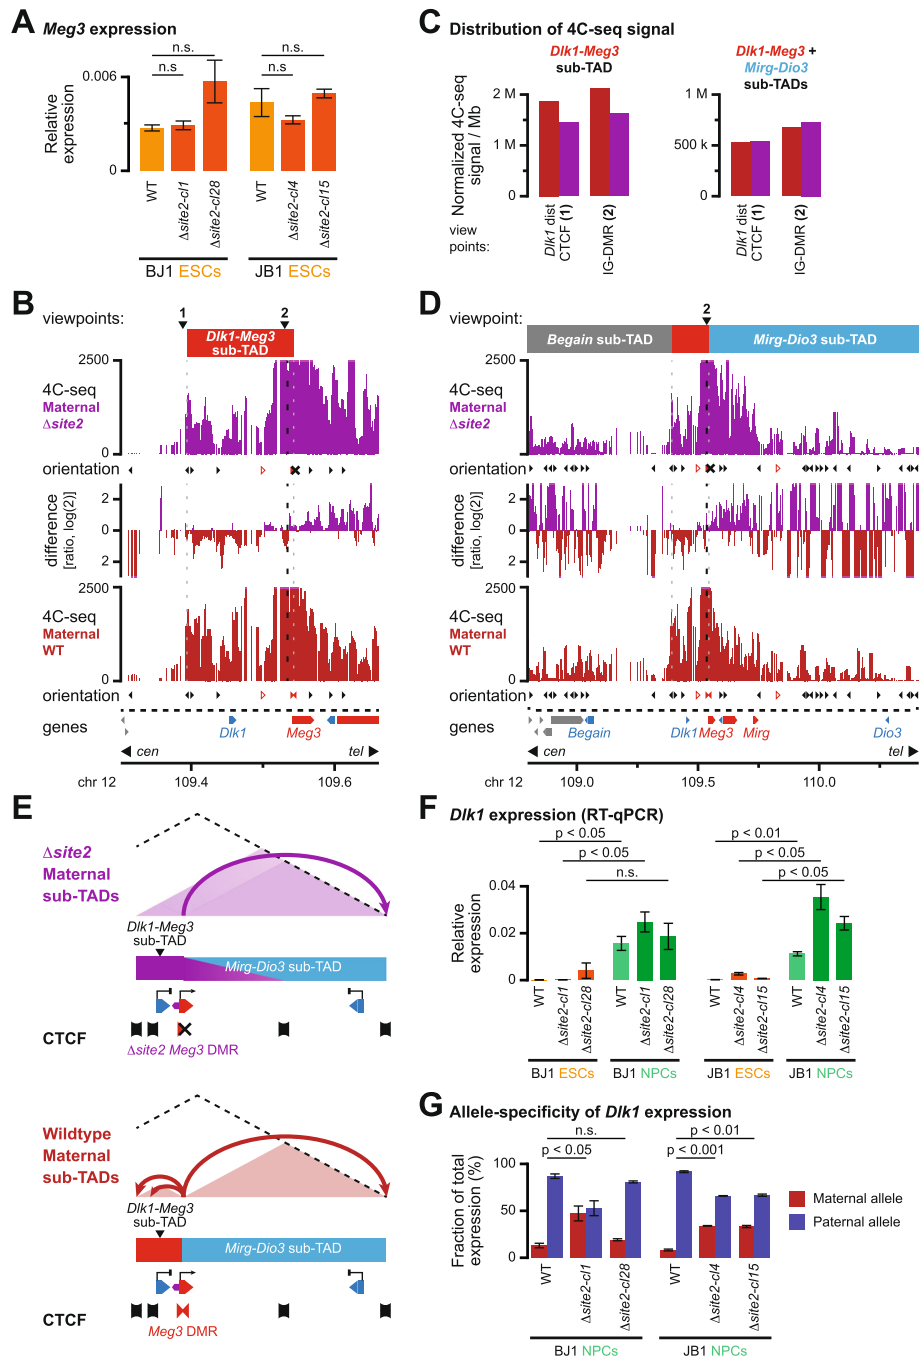 A Meg3 expression
n.s.
n.s
0.006
0
Relative
expression
WT
Δsite2-cl1
Δsite2-cl28
WT
Δsite2-cl4
Δsite2-cl15
BJ1 ESCs
JB1 ESCs
C Distribution of 4C-seq signal
Dlk1-Meg3
sub-TAD
Dlk1-Meg3 +
Mirg-Dio3
sub-TADs
Normalized 4C-seq
signal / Mb
2 M
1 M
0
1 M
500 k
0
view
points:
Dlk1 dist
CTCF (1)
IG-DMR (2)
Dlk1 dist
CTCF (1)
IG-DMR (2)
B
viewpoints:
1
2
Dlk1-Meg3
sub-TAD
2500
4C-seq
Maternal
Δsite2
0
orientation
difference
[ratio, log(2)]
2
0
2
2500
4C-seq
Maternal
WT
0
orientation
genes
Dlk1
Meg3
cen
tel
chr 12
109.4
109.6
D
viewpoint:
2
Begain sub-TAD
Mirg-Dio3 sub-TAD
2500
4C-seq
Maternal
Δsite2
0
orientation
difference
[ratio, log(2)]
2
0
2
2500
4C-seq
Maternal
WT
0
orientation
genes
Begain
Dlk1
Meg3
Mirg
Dio3
cen
tel
chr 12
109.0
109.5
110.0
E
Δsite2
Maternal
sub-TADs
Dlk1-Meg3
sub-TAD
Mirg-Dio3 sub-TAD
CTCF
Δsite2 Meg3 DMR
Wildtype
Maternal
sub-TADs
Dlk1-Meg3
sub-TAD
Mirg-Dio3 sub-TAD
CTCF
Meg3 DMR
F Dlk1 expression (RT-qPCR)
p < 0.05
p < 0.05
n.s.
p < 0.01
p < 0.05
p < 0.05
Relative
expression
0.04
0.02
0
WT
Δsite2-cl1
Δsite2-cl28
WT
Δsite2-cl1
Δsite2-cl28
WT
Δsite2-cl4
Δsite2-cl15
WT
Δsite2-cl4
Δsite2-cl15
BJ1 ESCs
BJ1 NPCs
JB1 ESCs
JB1 NPCs
G Allele-specificity of Dlk1 expression
n.s.
p < 0.05
p < 0.01
p < 0.001
Fraction of total
expression (%)
100
50
0
Maternal allele
Paternal allele
WT
Δsite2-cl1
Δsite2-cl28
WT
Δsite2-cl4
Δsite2-cl15
BJ1 NPCs
JB1 NPCs